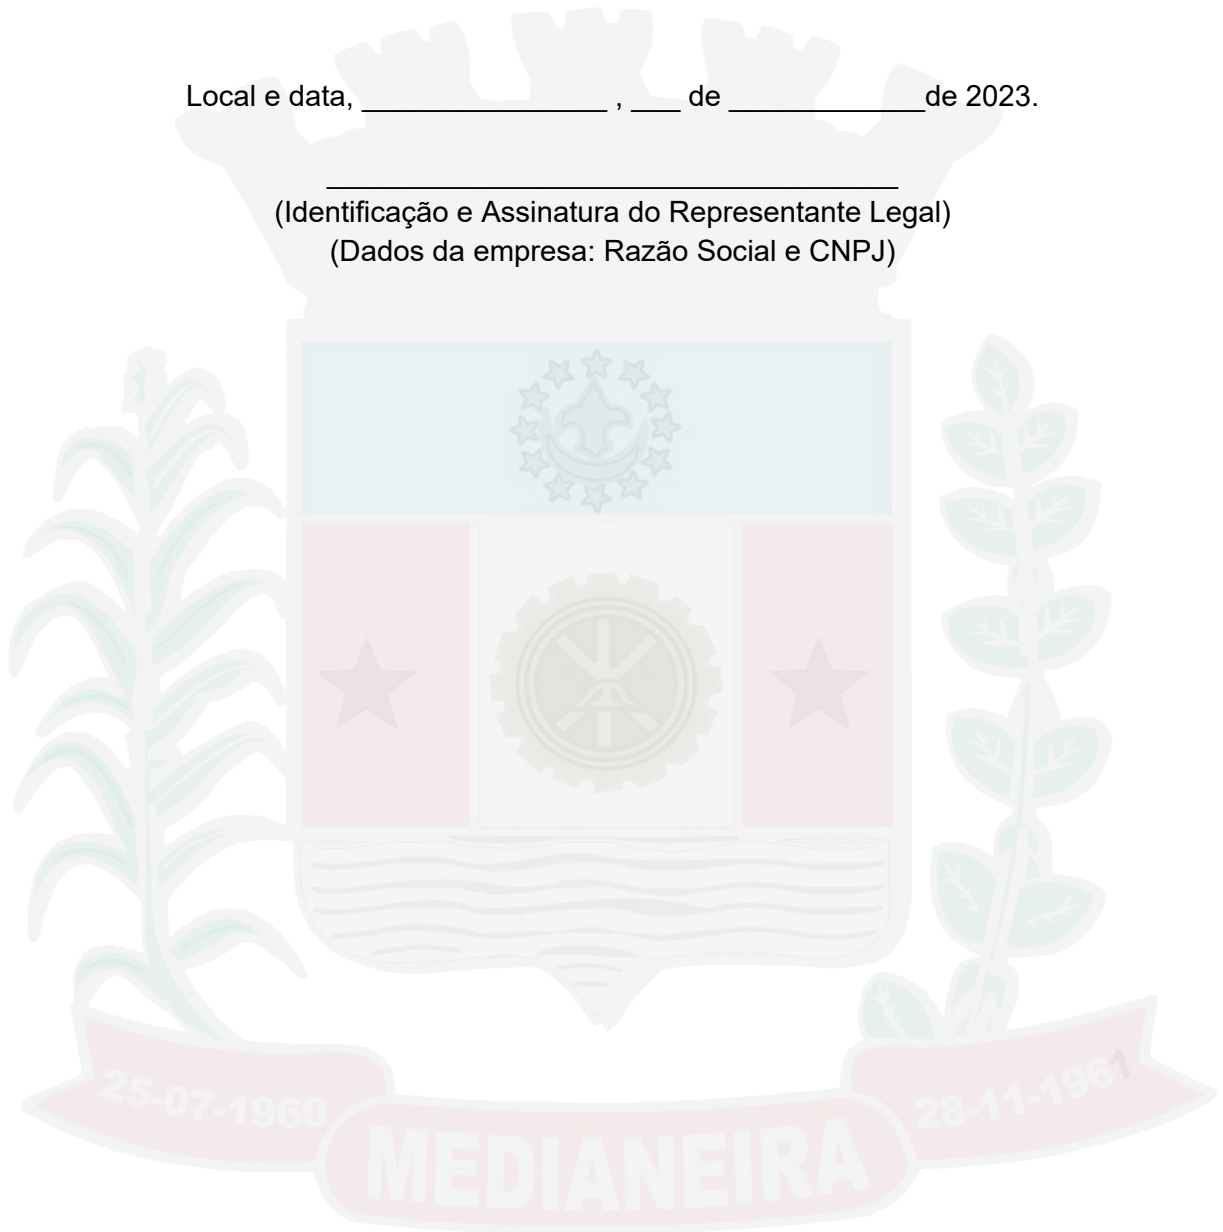 Local e data, _______________ , ___ de ____________de 2023.
___________________________________
(Identificação e Assinatura do Representante Legal)
(Dados da empresa: Razão Social e CNPJ)
25-07-1960
28-11-1961
MEDIANEIRA